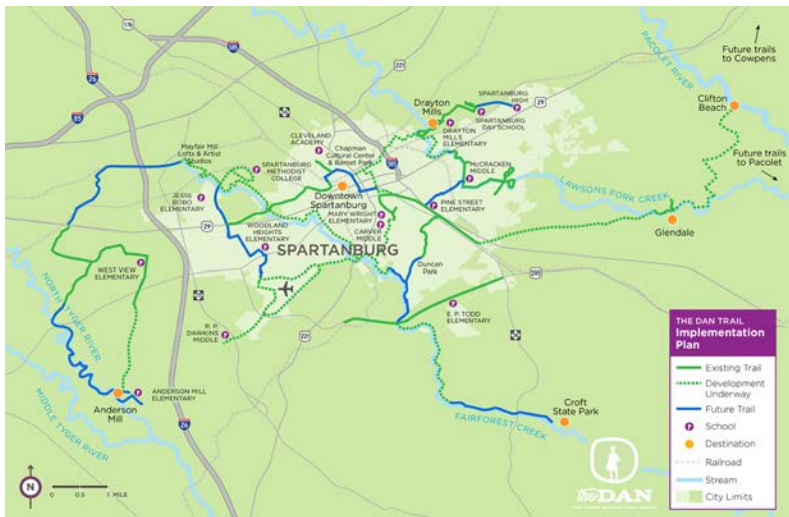 176
585
26
85
221
29
PACOLET RIVER
Future trails
to Cowpens
Clifton
Beach
Future trails
to Pacolet
Drayton
Mills
SPARTANBURG
HIGH
SPARTANBURG
DAY SCHOOL
DRAYTON
MILLS
ELEMENTARY
CLEVELAND
ACADEMY
Chapman
Cultural Center
& Barnet Park
Mayfair Mill
Lofts & Artist
Studios
SPARTANBURG
METHODIST
COLLEGE
McCRACKEN
MIDDLE
LAWSONS FORK CREEK
JESSE
BOBO
ELEMENTARY
Downtown
Spartanburg
PINE STREET
ELEMENTARY
MARY WRIGHT
ELEMENTARY
CARVER
MIDDLE
29
WOODLAND
HEIGHTS
ELEMENTARY
SPARTANBURG
Glendale
Duncan
Park
WEST VIEW
ELEMENTARY
NORTH TYGER RIVER
MIDDLE TYGER RIVER
295
E. P. TODD
ELEMENTARY
R. P.
DAWKINS
MIDDLE
221
ANDERSON MILL
ELEMENTARY
Anderson
Mill
26
FAIRFOREST CREEK
Croft
State Park
N
0 0.5 1 MILE
the DAN
THE DAN TRAIL
Implementation
Plan
Existing Trail
Development
Underway
Future Trail
School
Destination
Railroad
Stream
City Limits